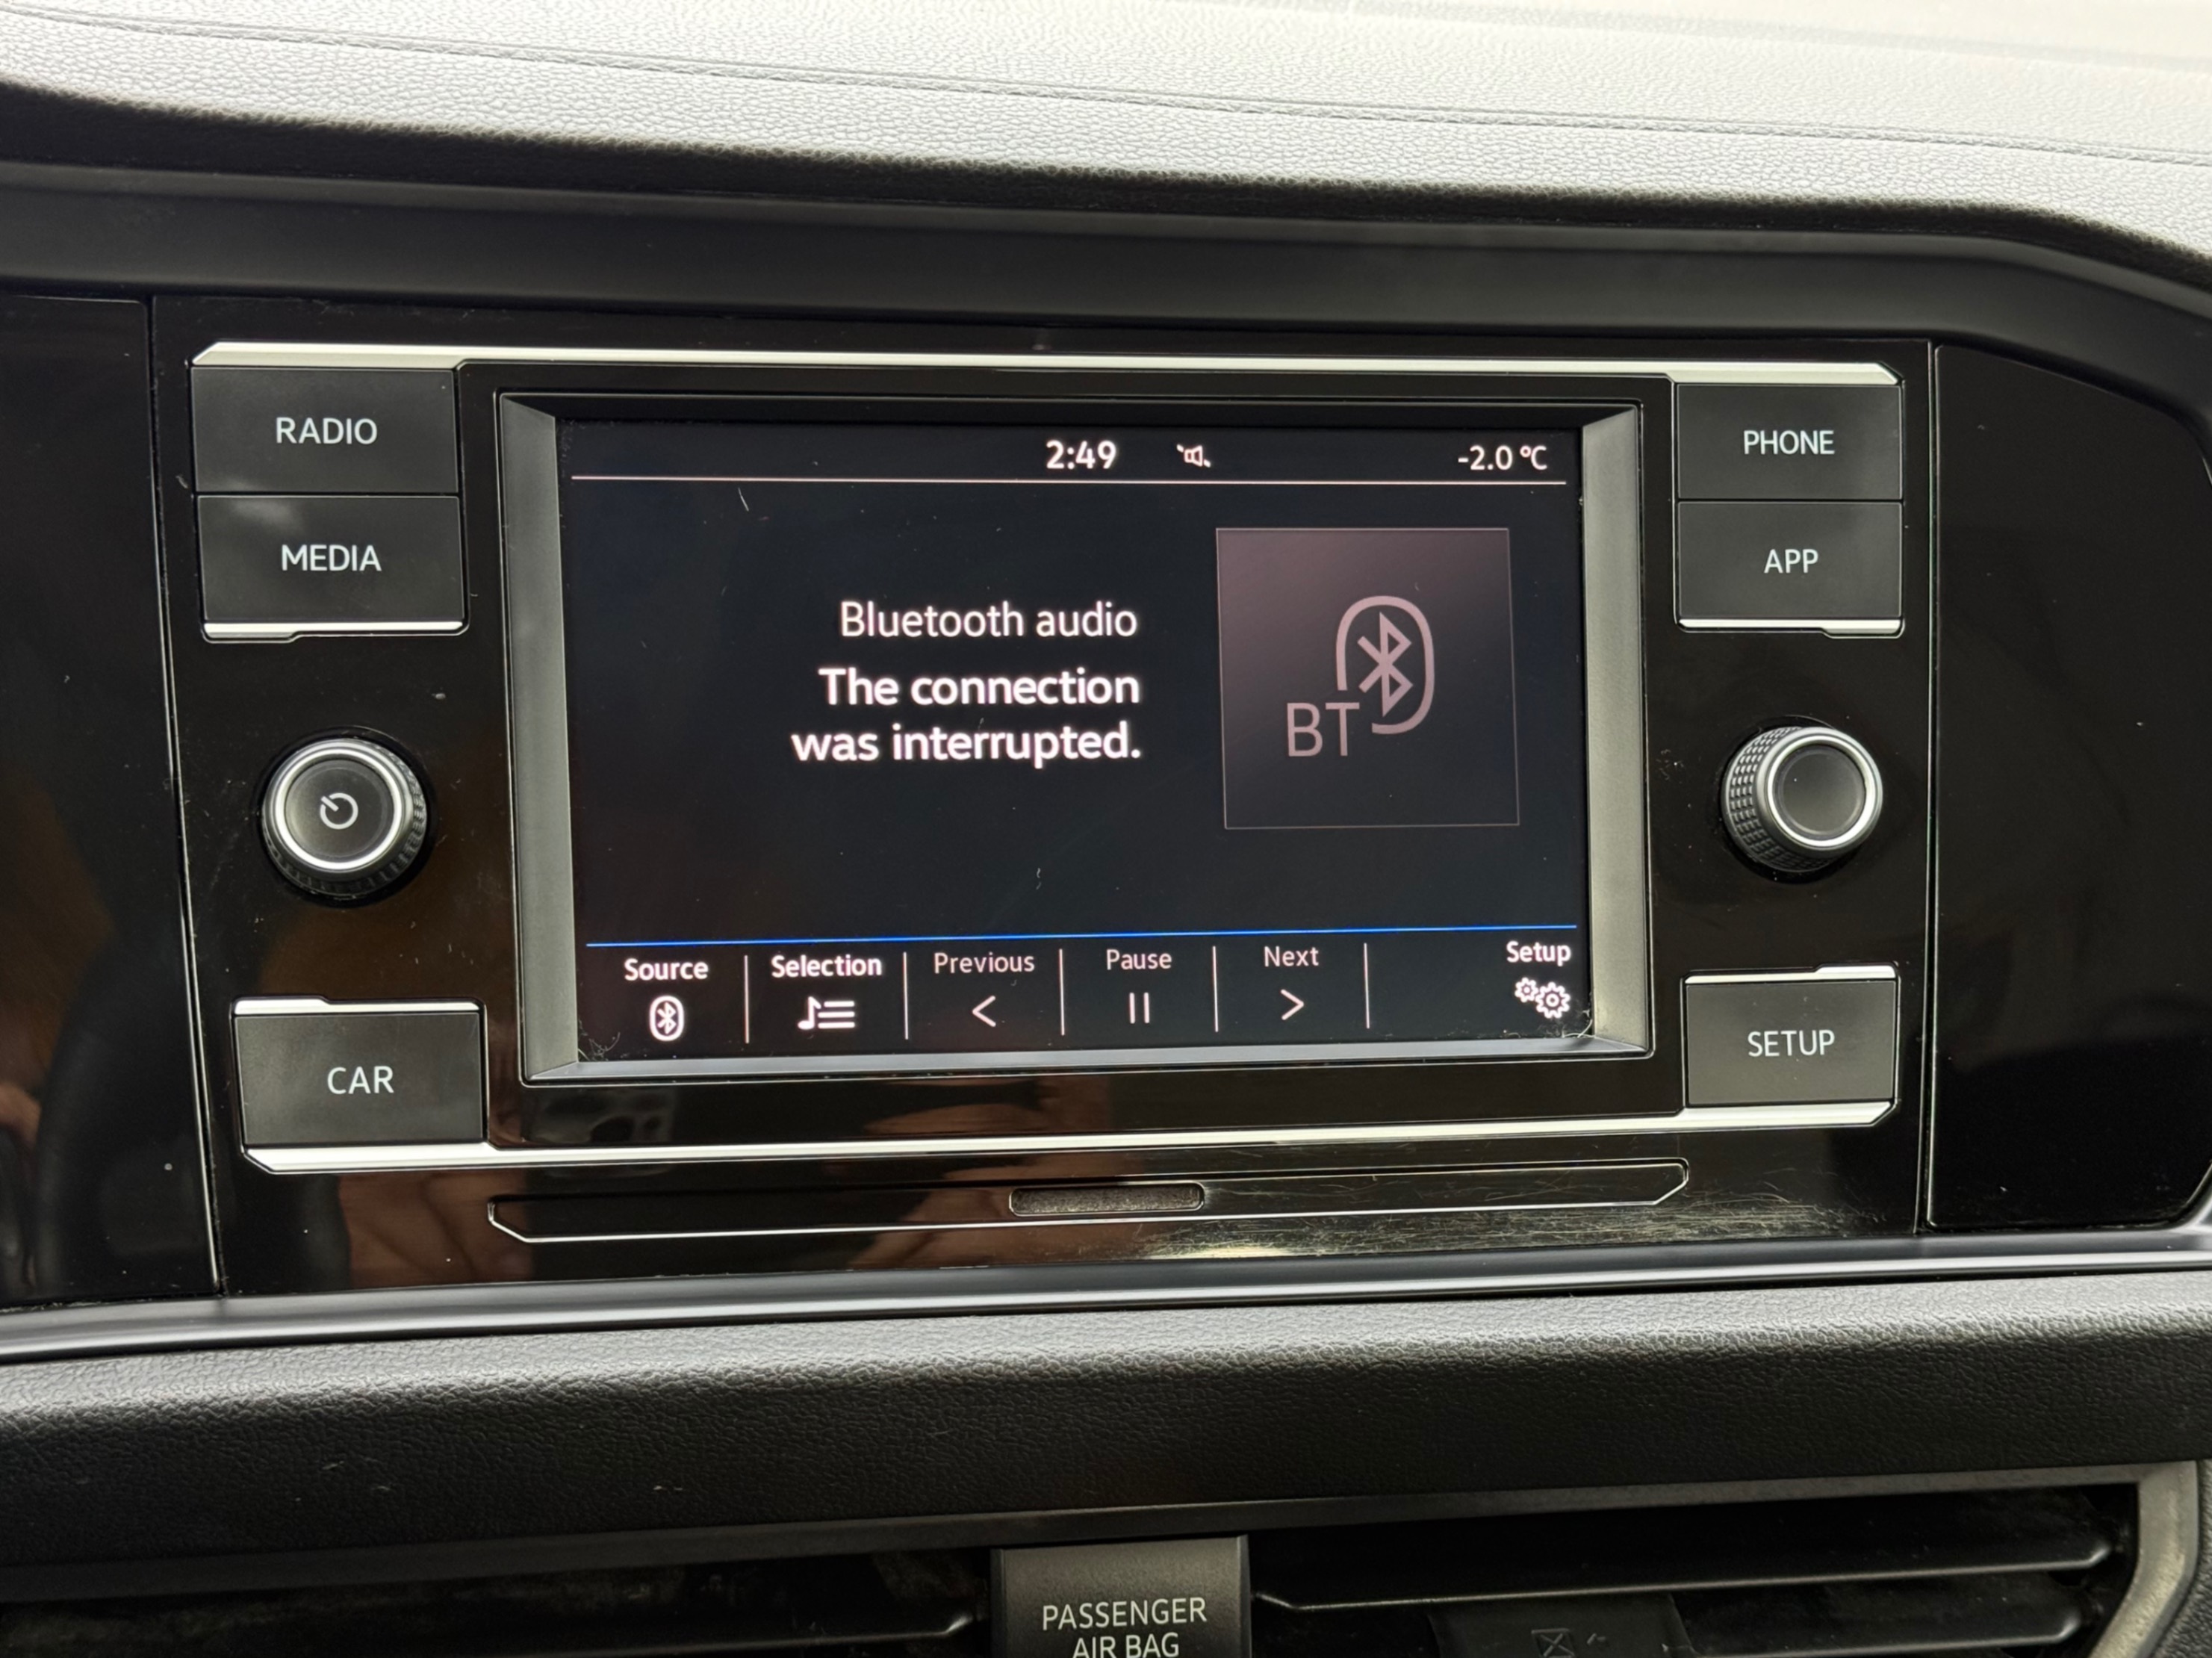 RADIO
MEDIA
CAR
2:49
-2.0 °C
Bluetooth audio
The connection
was interrupted.
BT
Source
Selection
Previous
Pause
Next
Setup
PHONE
APP
SETUP
PASSENGER
AIR BAG